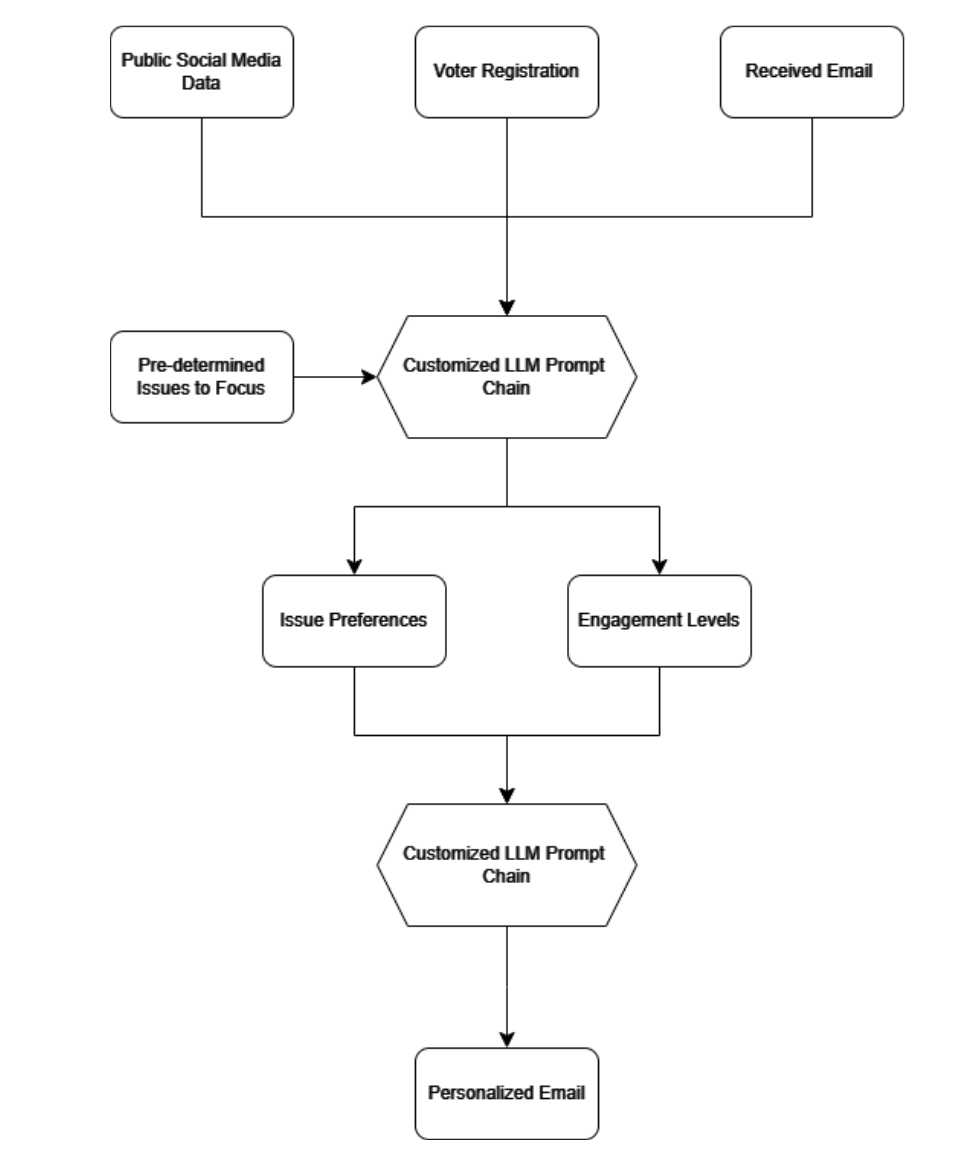 Public Social Media
Data
Voter Registration
Received Email
Pre-determined
Issues to Focus
Customized LLM Prompt
Chain
Issue Preferences
Engagement Levels
Customized LLM Prompt
Chain
Personalized Email